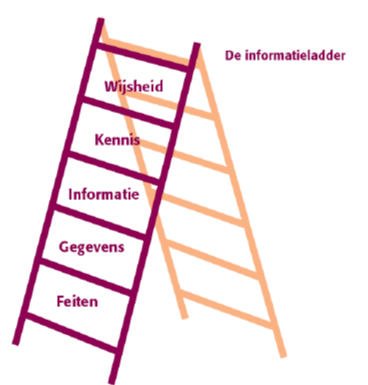 De informatieladder
Wijsheid
Kennis
Informatie
Gegevens
Feiten